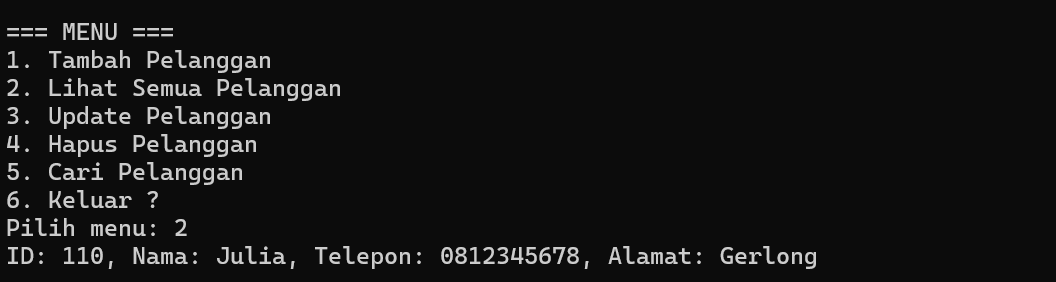 === MENU ===
1. Tambah Pelanggan
2. Lihat Semua Pelanggan
3. Update Pelanggan
4. Hapus Pelanggan
5. Cari Pelanggan
6. Keluar ?
Pilih menu: 2
ID: 110, Nama: Julia, Telepon: 0812345678, Alamat: Gerlong